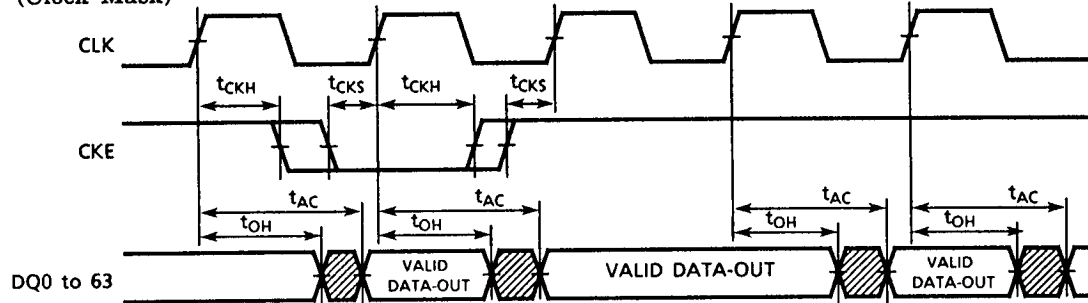 (Clock Mask)
CLK
tCKH tCKS tCKH tCKS
CKE
tAC tAC tAC tAC
tOH tOH tOH tOH
DQ0 to 63 VALID DATA-OUT VALID DATA-OUT VALID DATA-OUT